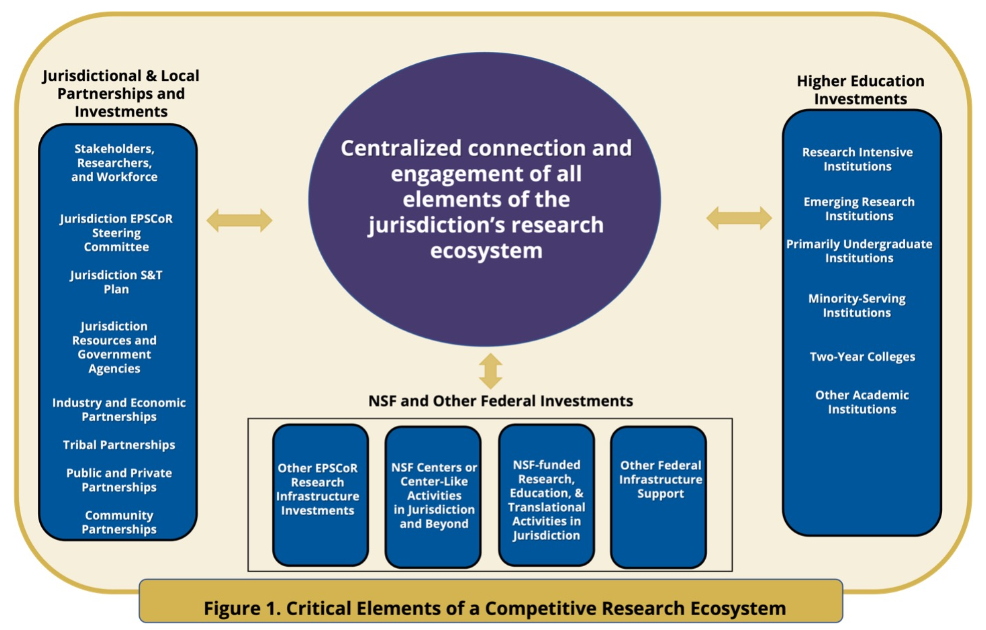 Jurisdictional & Local
Partnerships and
Investments
Stakeholders,
Researchers,
and Workforce
Jurisdiction EPSCoR
Steering
Committee
Jurisdiction S&T
Plan
Jurisdiction
Resources and
Government
Agencies
Industry and Economic
Partnerships
Tribal Partnerships
Public and Private
Partnerships
Community
Partnerships
Centralized connection and
engagement of all
elements of the
jurisdiction’s research
ecosystem
Higher Education
Investments
Research Intensive
Institutions
Emerging Research
Institutions
Primarily Undergraduate
Institutions
Minority-Serving
Institutions
Two-Year Colleges
Other Academic
Institutions
NSF and Other Federal Investments
Other EPSCoR
Research
Infrastructure
Investments
NSF Centers or
Center-Like
Activities
in Jurisdiction
and Beyond
NSF-funded
Research,
Education, &
Translational
Activities in
Jurisdiction
Other Federal
Infrastructure
Support
Figure 1. Critical Elements of a Competitive Research Ecosystem